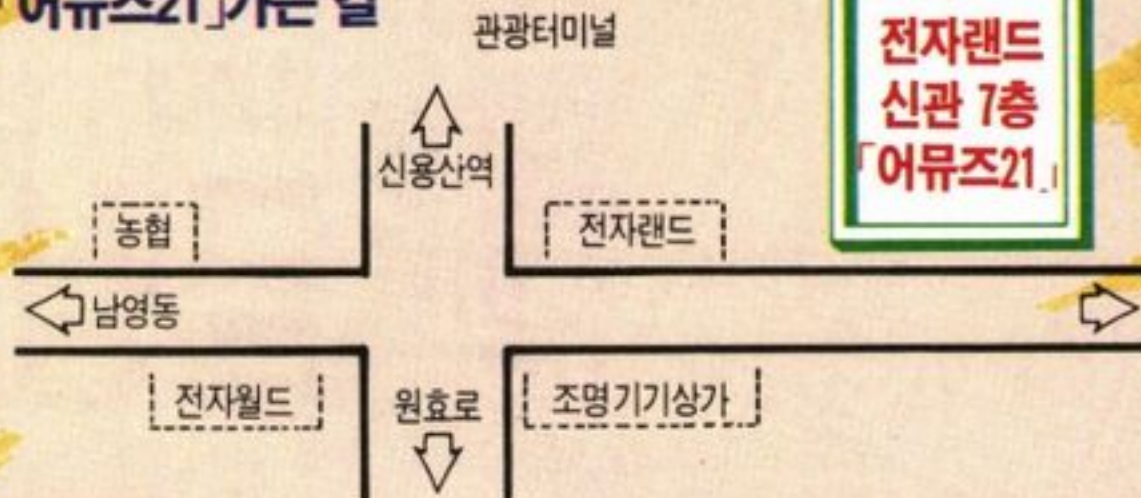 「어뮤즈21」가는 길
관광터미널
전자랜드
신관 7층
「어뮤즈21」
신용산역
농협
전자랜드
남영동
전자월드
원효로
조명기기상가